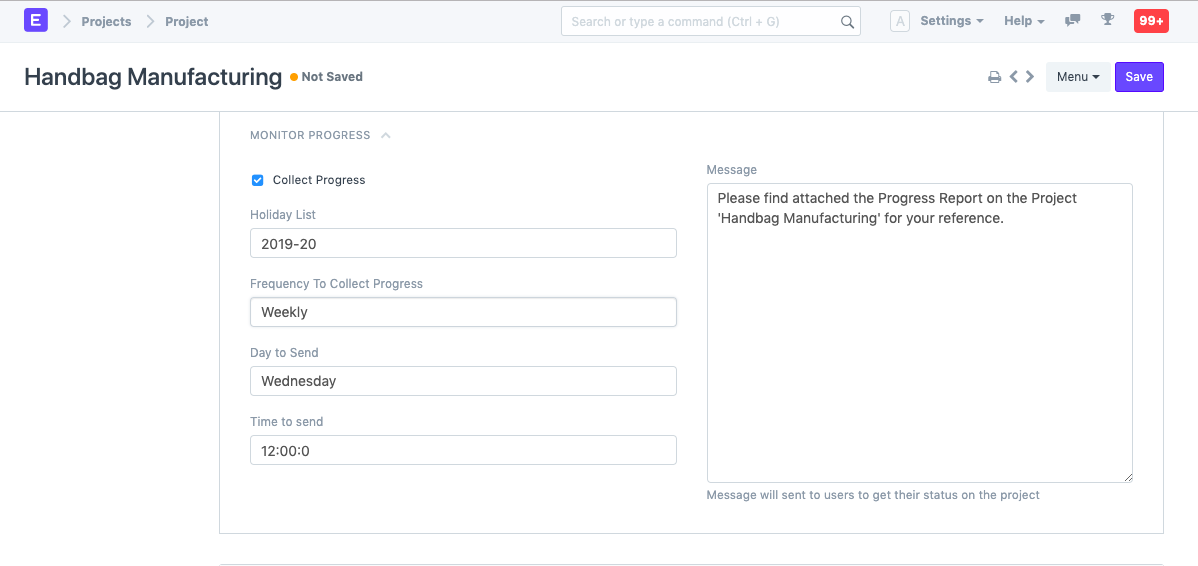 E Projects Project Search or type a command (Ctrl + G) A Settings Help 99+
Handbag Manufacturing Not Saved Menu Save
MONITOR PROGRESS
Collect Progress
Holiday List
2019-20
Frequency To Collect Progress
Weekly
Day to Send
Wednesday
Time to send
12:00:0
Message
Please find attached the Progress Report on the Project
'Handbag Manufacturing' for your reference.
Message will sent to users to get their status on the project